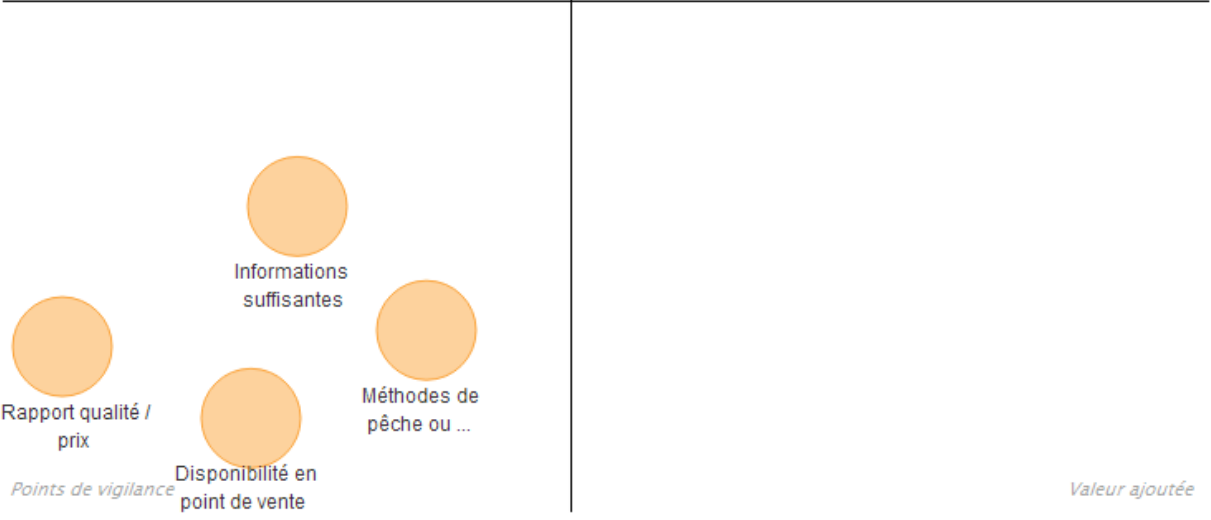 Informations
suffisantes
Méthodes de
pêche ou ...
Rapport qualité /
prix
Disponibilité en
point de vente
Points de vigilance
Valeur ajoutée